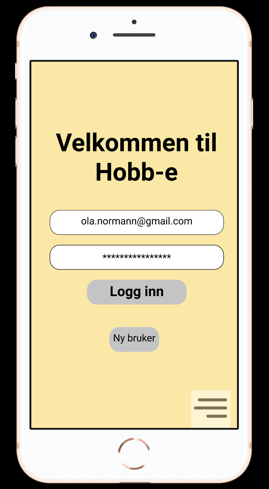 Velkommen til
Hobb-e
ola.normann@gmail.com
****************
Logg inn
Ny bruker